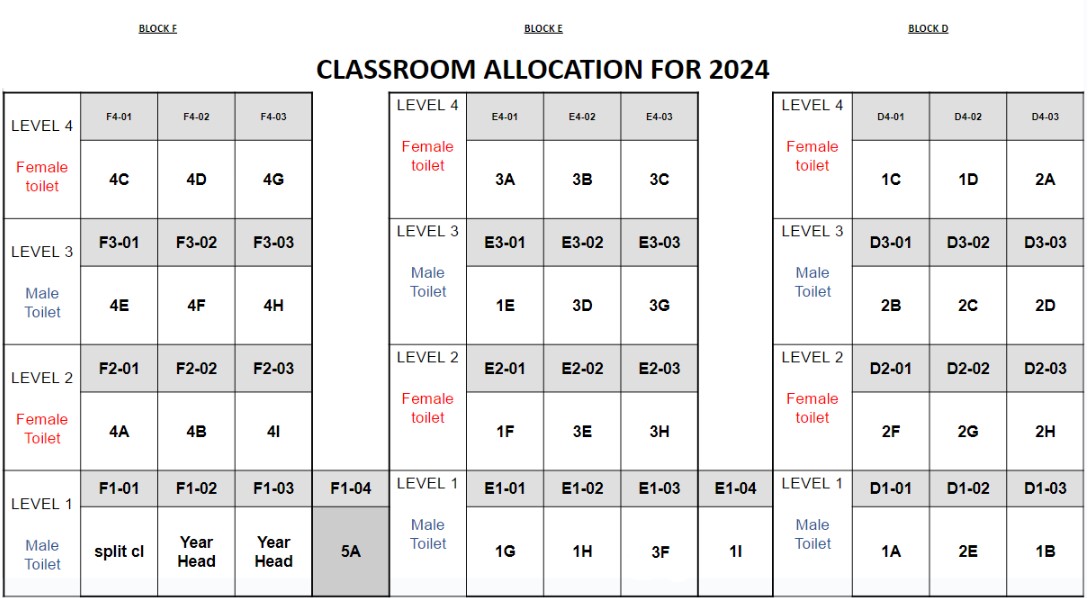 BLOCK F BLOCK E BLOCK D
CLASSROOM ALLOCATION FOR 2024
LEVEL 4 F4-01 F4-02 F4-03 LEVEL 4 E4-01 E4-02 E4-03 LEVEL 4 D4-01 D4-02 D4-03
Female toilet 4C 4D 4G Female toilet 3A 3B 3C Female toilet 1C 1D 2A
LEVEL 3 F3-01 F3-02 F3-03 LEVEL 3 E3-01 E3-02 E3-03 LEVEL 3 D3-01 D3-02 D3-03
Male Toilet 4E 4F 4H Male Toilet 1E 3D 3G Male Toilet 2B 2C 2D
LEVEL 2 F2-01 F2-02 F2-03 LEVEL 2 E2-01 E2-02 E2-03 LEVEL 2 D2-01 D2-02 D2-03
Female Toilet 4A 4B 4I Female toilet 1F 3E 3H Female toilet 2F 2G 2H
LEVEL 1 F1-01 F1-02 F1-03 F1-04 LEVEL 1 E1-01 E1-02 E1-03 E1-04 LEVEL 1 D1-01 D1-02 D1-03
Male Toilet split cl Year Head Year Head 5A Male Toilet 1G 1H 3F 1I Male Toilet 1A 2E 1B